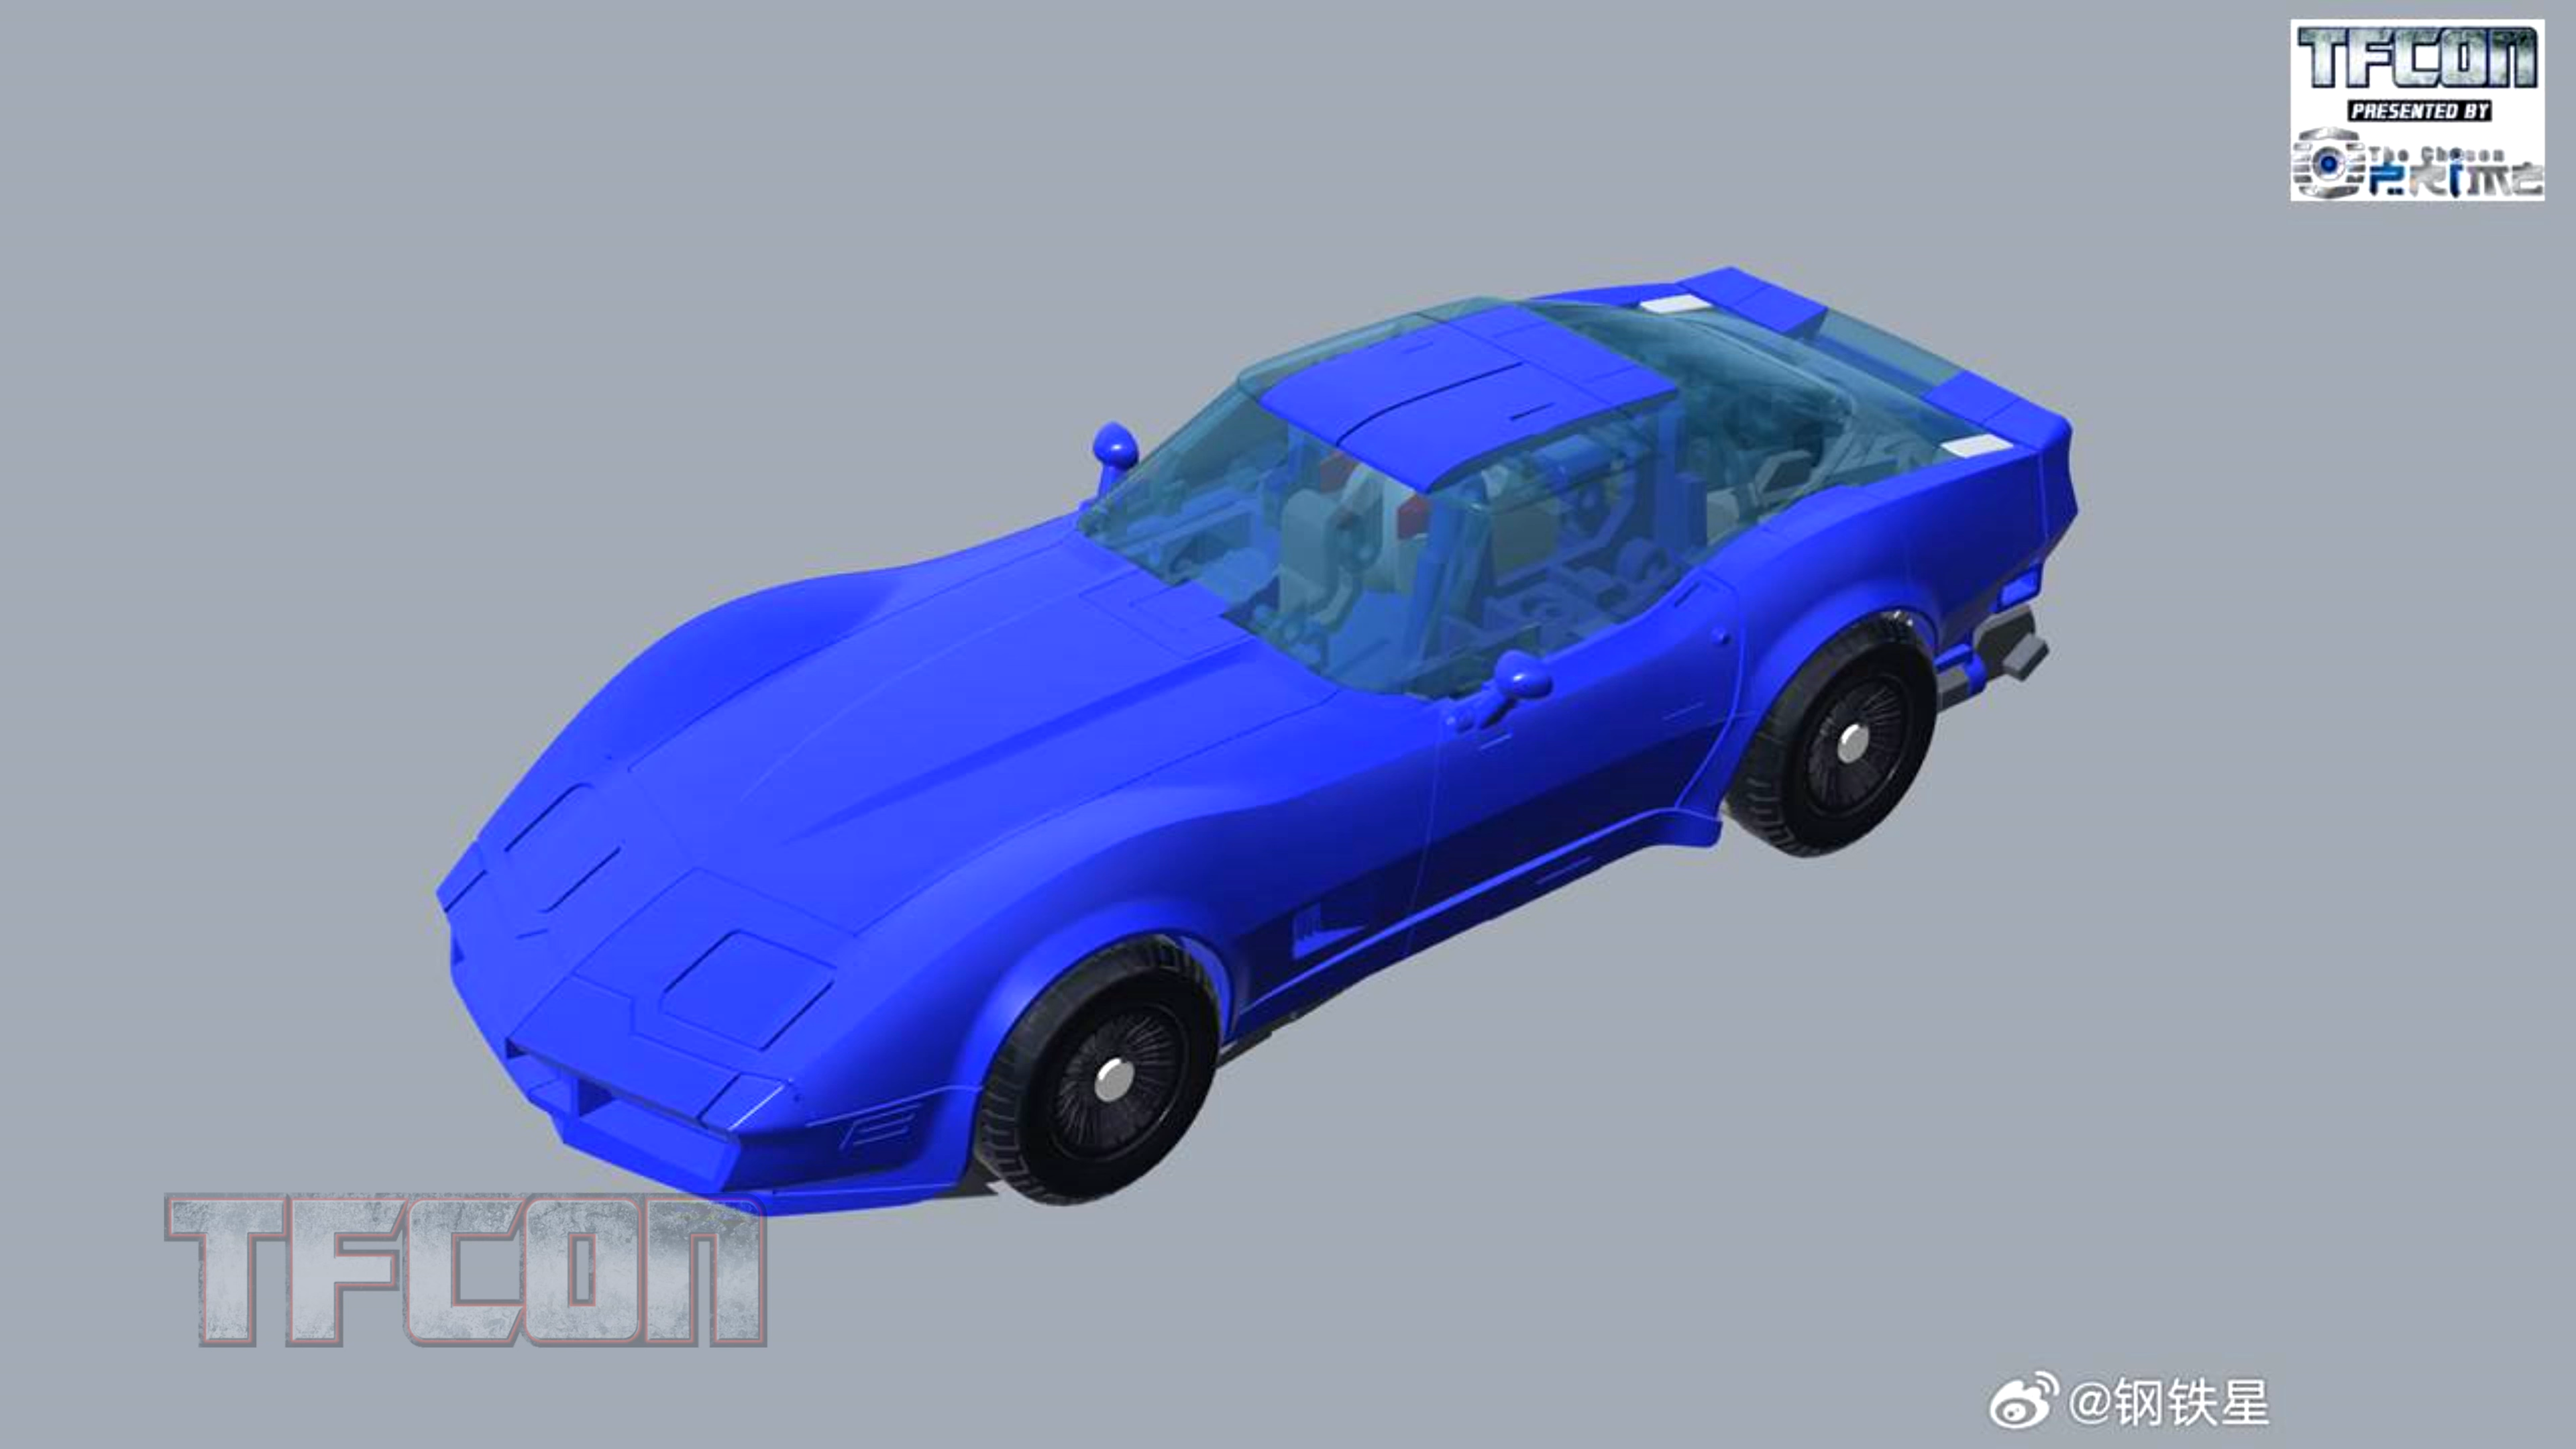 TFCON
PRESENTED BY
The Chosen
PRIME
TFCON
@钢铁星